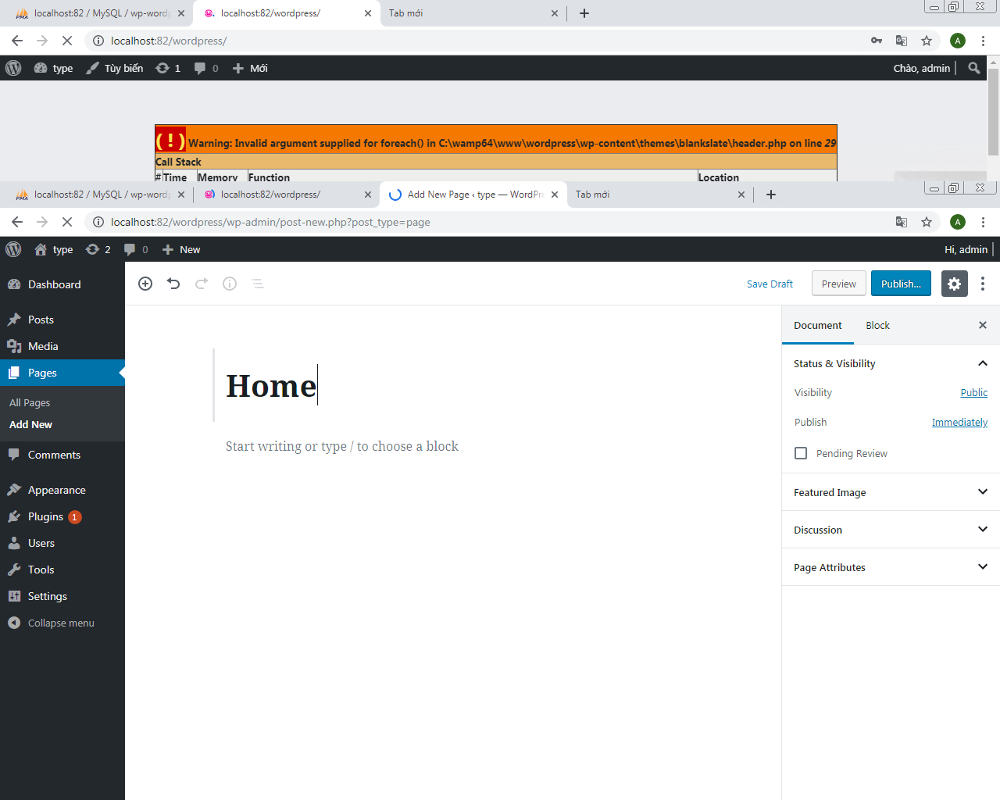 localhost:82 / MySQL / wp-wordp
localhost:82/wordpress/
Tab mới
localhost:82/wordpress/
A
type
Tùy biến
1
0
Mới
Chào, admin
( ! ) Warning: Invalid argument supplied for foreach() in C:\wamp64\www\wordpress\wp-content\themes\blankslate\header.php on line 29
Call Stack
# Time Memory Function Location
localhost:82 / MySQL / wp-wordp
localhost:82/wordpress/
Add New Page ‹ type — WordPre
Tab mới
localhost:82/wordpress/wp-admin/post-new.php?post_type=page
A
type
2
0
New
Hi, admin
Dashboard
Posts
Media
Pages
All Pages
Add New
Comments
Appearance
Plugins 1
Users
Tools
Settings
Collapse menu
Save Draft
Preview
Publish...
Home
Start writing or type / to choose a block
Document
Block
Status & Visibility
Visibility Public
Publish Immediately
Pending Review
Featured Image
Discussion
Page Attributes